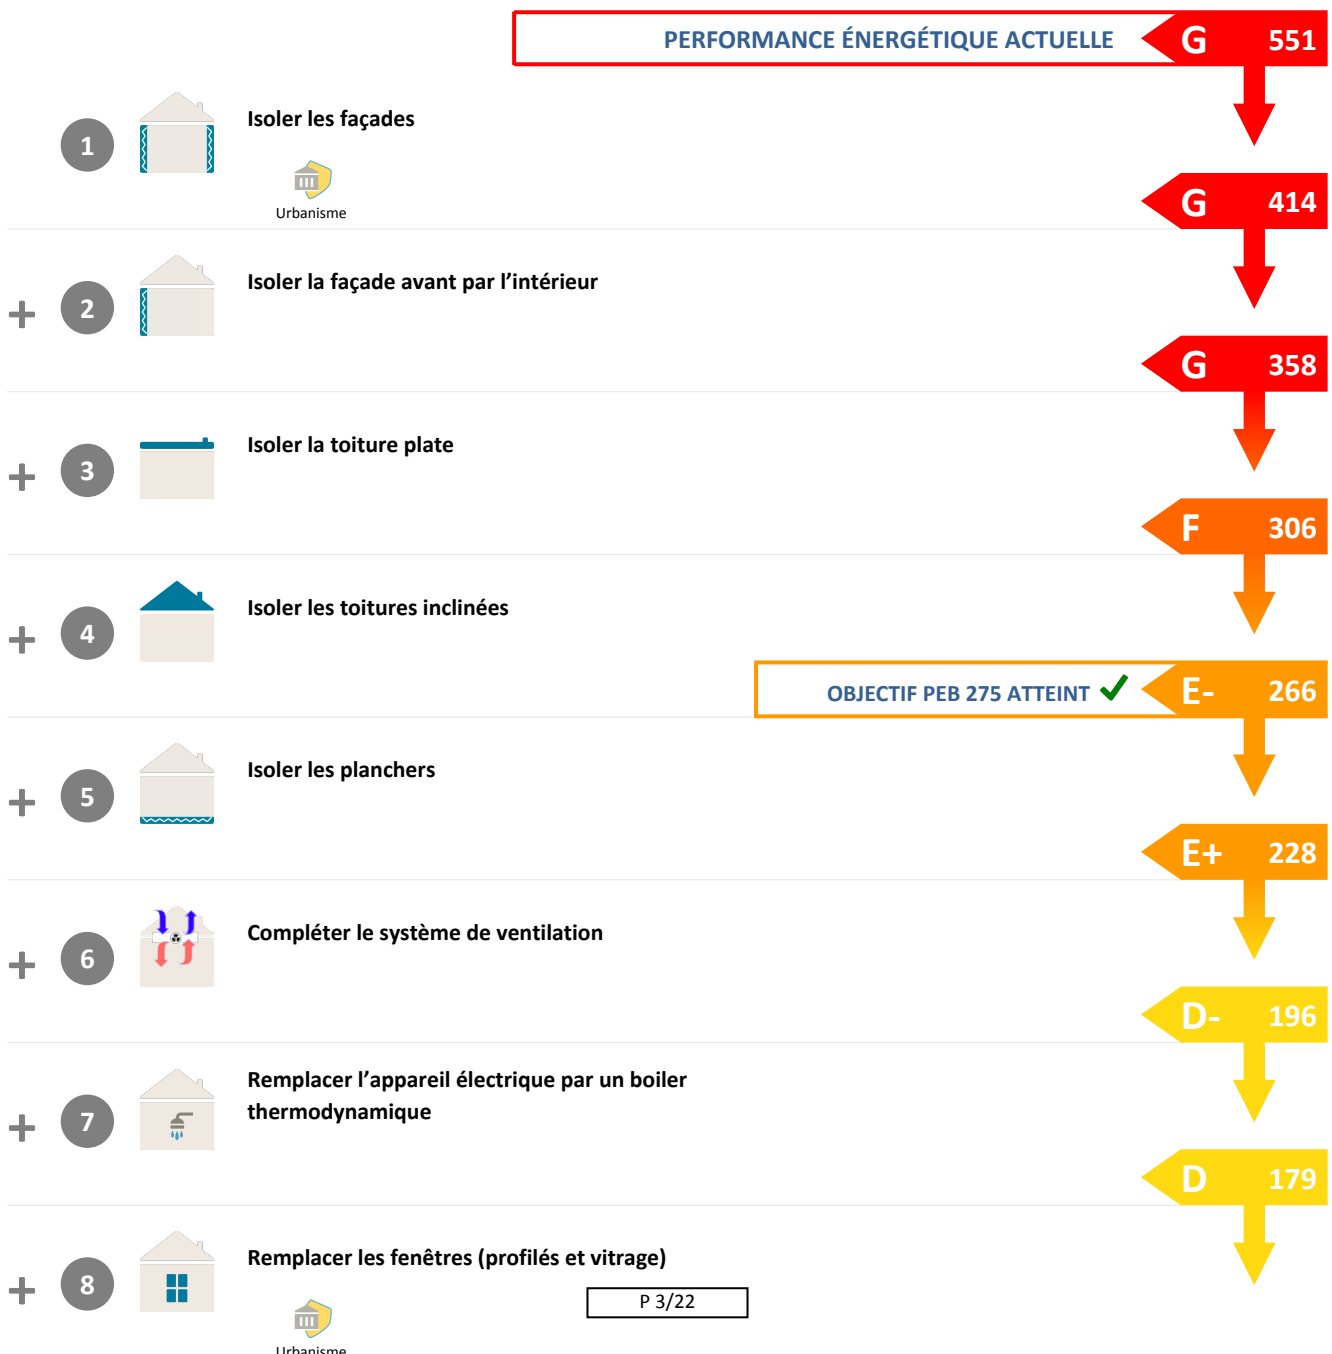 PERFORMANCE ÉNERGÉTIQUE ACTUELLE G 551
1 Isoler les façades
Urbanisme
G 414
+ 2 Isoler la façade avant par l’intérieur
G 358
+ 3 Isoler la toiture plate
F 306
+ 4 Isoler les toitures inclinées
OBJECTIF PEB 275 ATTEINT E- 266
+ 5 Isoler les planchers
E+ 228
+ 6 Compléter le système de ventilation
D- 196
+ 7 Remplacer l’appareil électrique par un boiler
thermodynamique
D 179
+ 8 Remplacer les fenêtres (profilés et vitrage)
P 3/22
Urbanisme